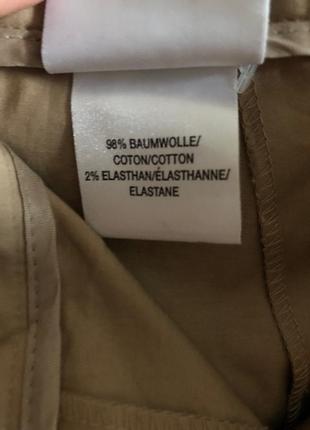 98% BAUMWOLLE/
COTON/COTTON
2% ELASTHAN/ÉLASTHANNE/
ELASTANE